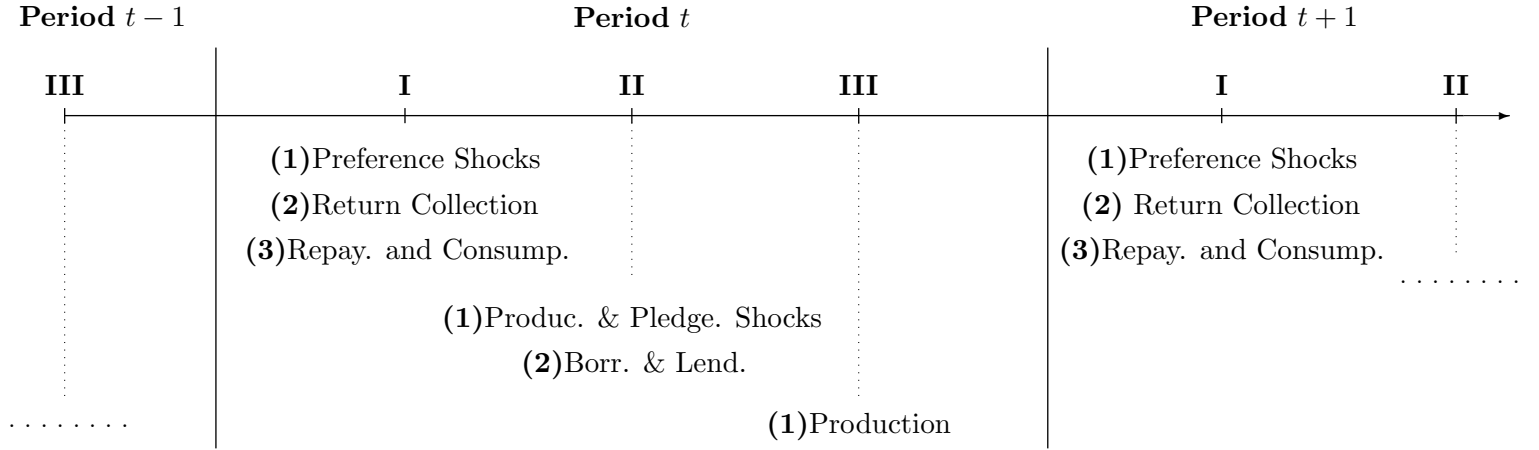 Period t − 1 Period t Period t + 1
III I II III I II
(1)Preference Shocks (1)Preference Shocks
(2)Return Collection (2) Return Collection
(3)Repay. and Consump. (3)Repay. and Consump.
. . . . . . . .
(1)Produc. & Pledge. Shocks
(2)Borr. & Lend.
. . . . . . . . (1)Production